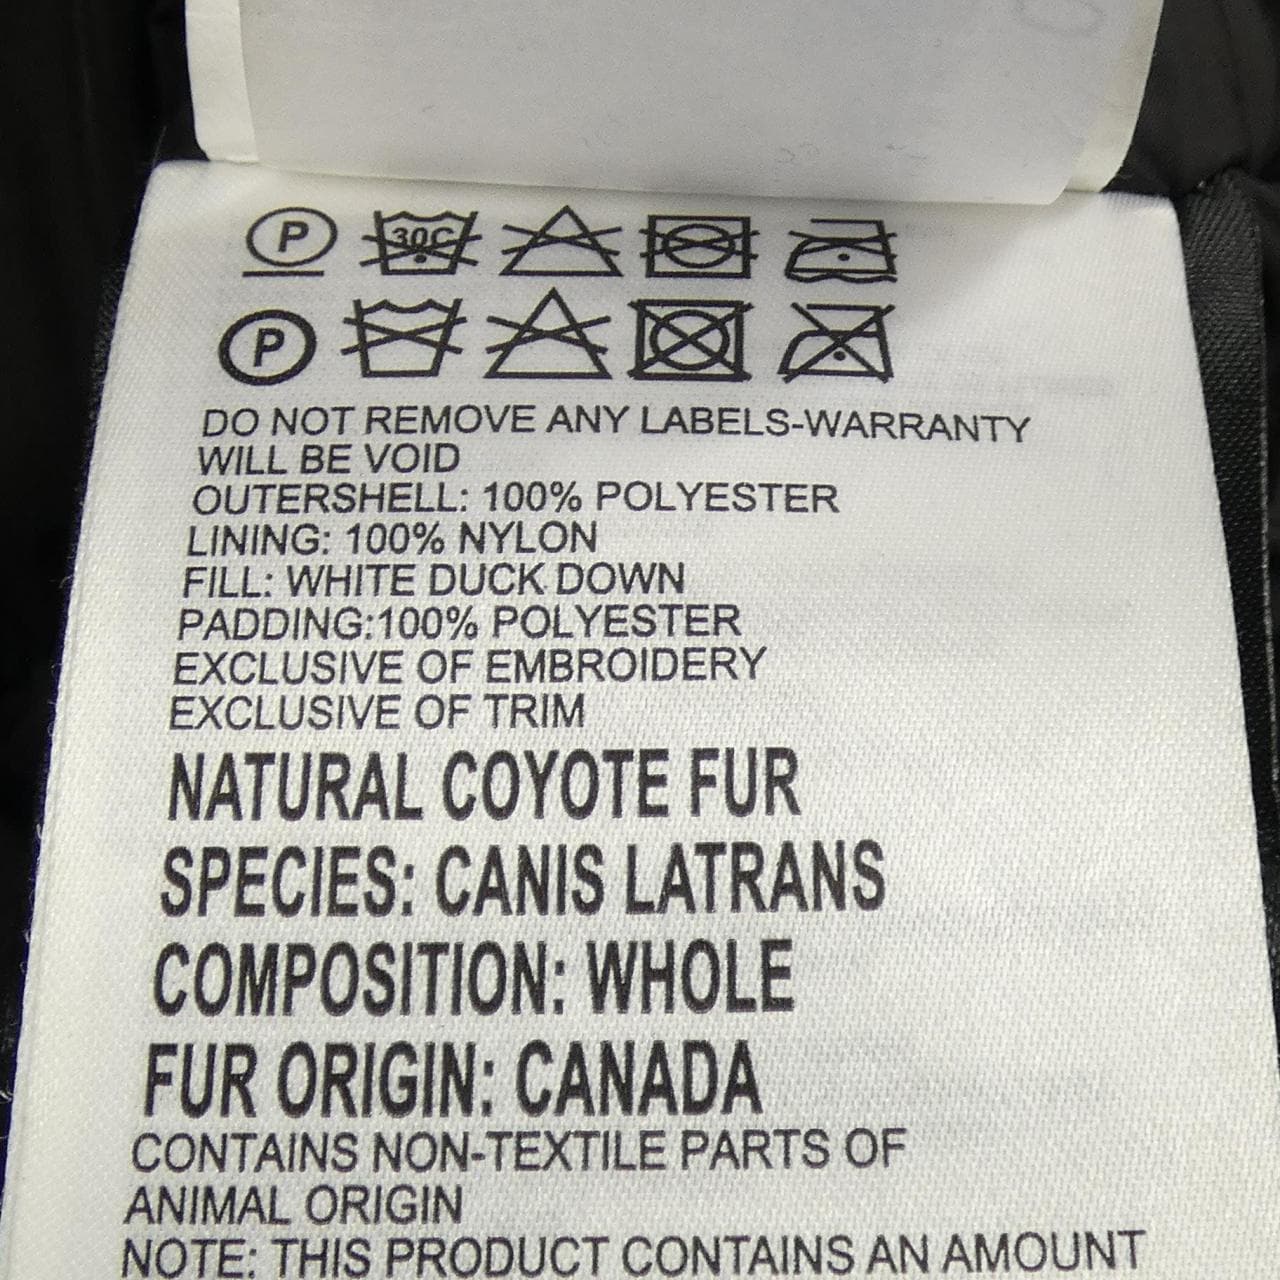 P 30C
P
DO NOT REMOVE ANY LABELS-WARRANTY
WILL BE VOID
OUTERSHELL: 100% POLYESTER
LINING: 100% NYLON
FILL: WHITE DUCK DOWN
PADDING:100% POLYESTER
EXCLUSIVE OF EMBROIDERY
EXCLUSIVE OF TRIM
NATURAL COYOTE FUR
SPECIES: CANIS LATRANS
COMPOSITION: WHOLE
FUR ORIGIN: CANADA
CONTAINS NON-TEXTILE PARTS OF
ANIMAL ORIGIN
NOTE: THIS PRODUCT CONTAINS AN AMOUNT